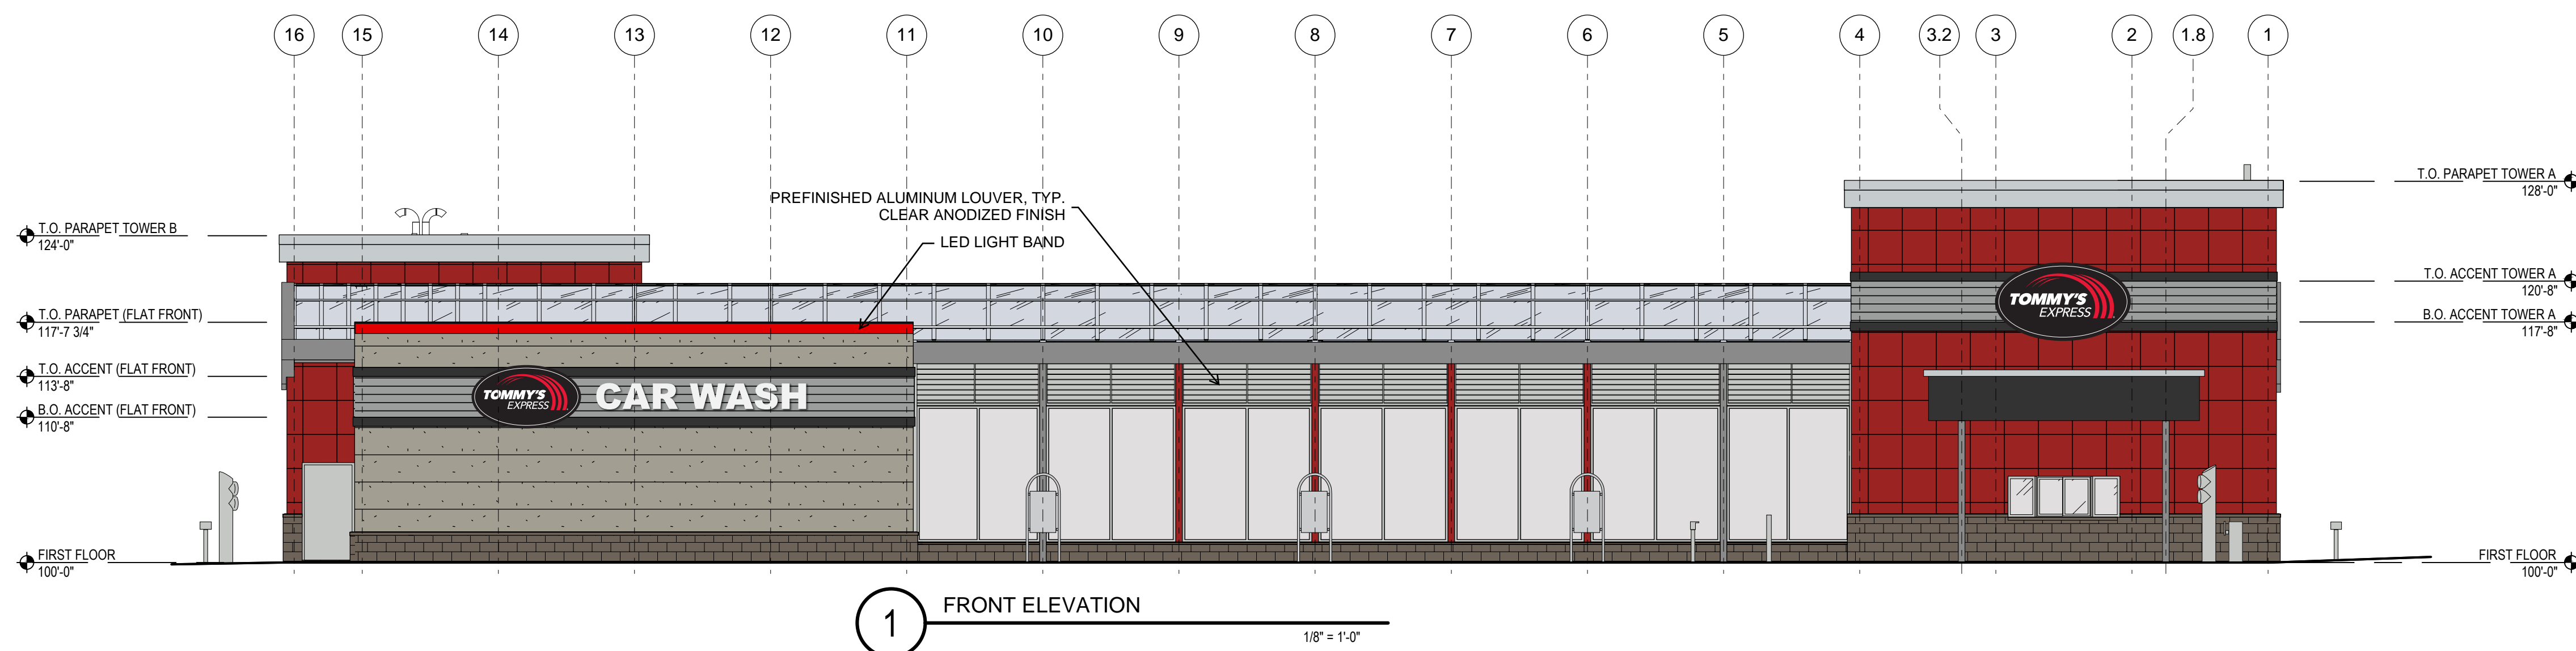 16 15 14 13 12 11 10 9 8 7 6 5 4 3.2 3 2 1.8 1
PREFINISHED ALUMINUM LOUVER, TYP.
CLEAR ANODIZED FINISH
LED LIGHT BAND
T.O. PARAPET TOWER B
124'-0"
T.O. PARAPET (FLAT FRONT)
117'-7 3/4"
T.O. ACCENT (FLAT FRONT)
113'-8"
B.O. ACCENT (FLAT FRONT)
110'-8"
FIRST FLOOR
100'-0"
TOMMY'S
EXPRESS
CAR WASH
TOMMY'S
EXPRESS
T.O. PARAPET TOWER A
128'-0"
T.O. ACCENT TOWER A
120'-8"
B.O. ACCENT TOWER A
117'-8"
FIRST FLOOR
100'-0"
1
FRONT ELEVATION
1/8" = 1'-0"